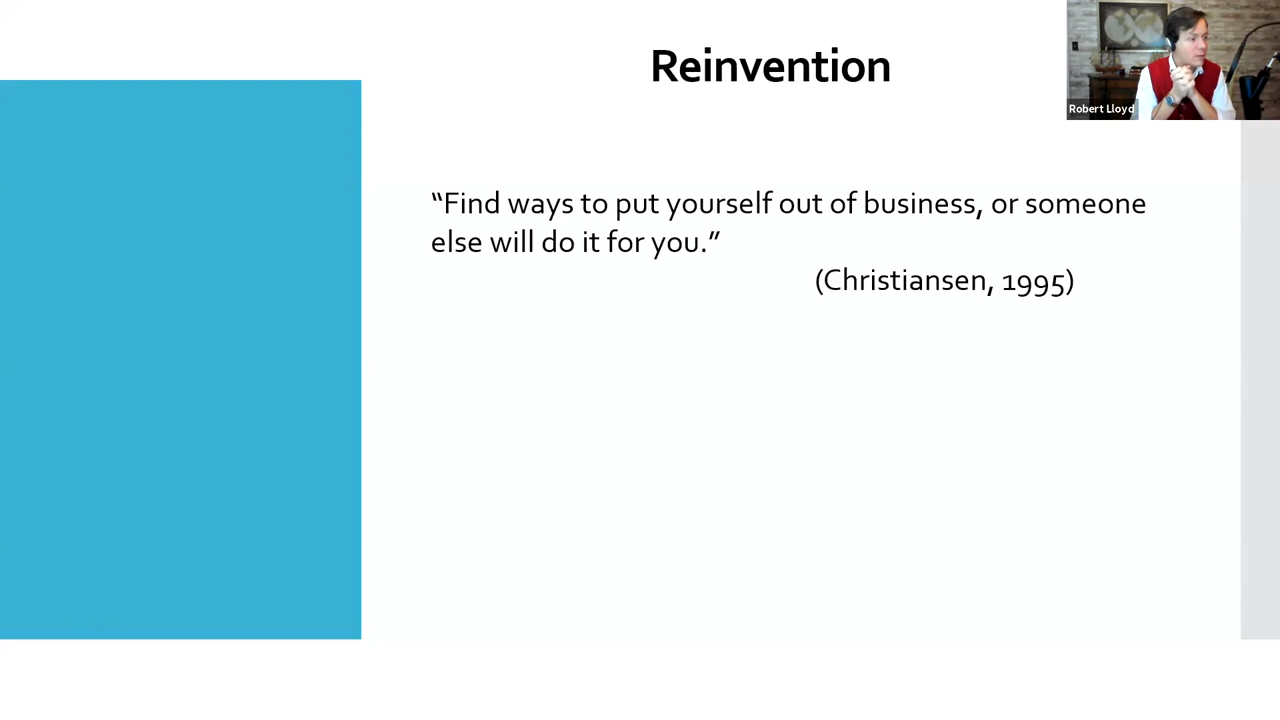 Reinvention
Robert Lloyd
“Find ways to put yourself out of business, or someone
else will do it for you.”
(Christiansen, 1995)